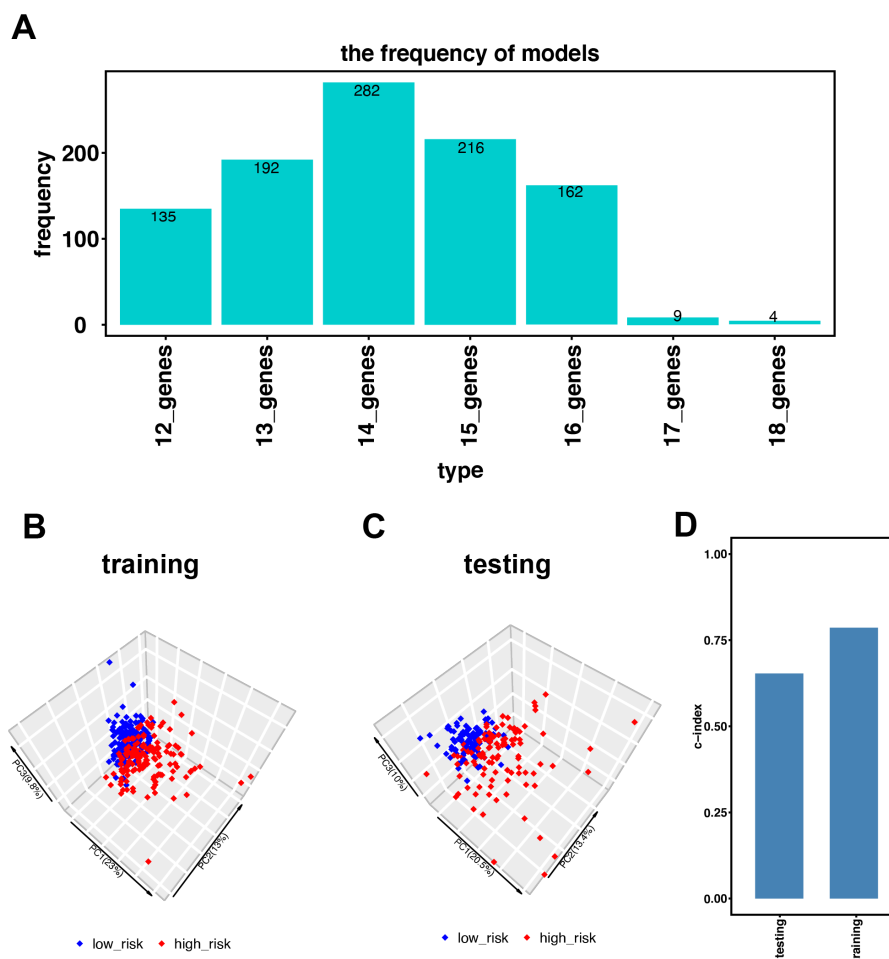 A
the frequency of models
frequency
200
100
0
135
192
282
216
162
9
4
12_genes
13_genes
14_genes
15_genes
16_genes
17_genes
18_genes
type
B
training
PC3(9.8%)
PC1(23%)
PC2(13%)
low_risk
high_risk
C
testing
PC3(10%)
PC1(20.5%)
PC2(13.4%)
low_risk
high_risk
D
c-index
1.00
0.75
0.50
0.25
0.00
testing
raining